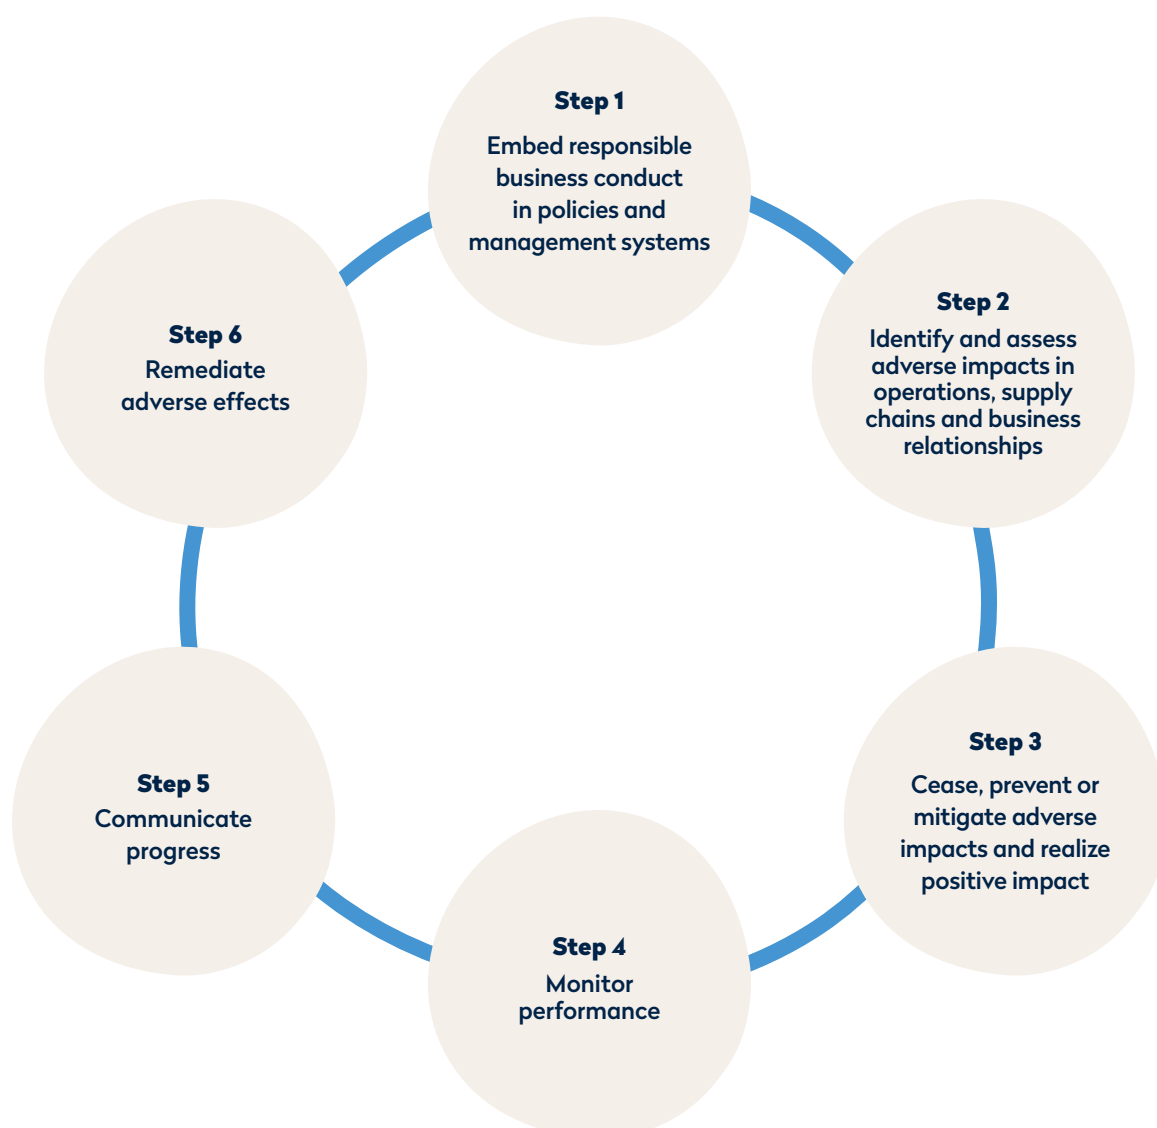 Step 1
Embed responsible
business conduct
in policies and
management systems
Step 2
Identify and assess
adverse impacts in
operations, supply
chains and business
relationships
Step 3
Cease, prevent or
mitigate adverse
impacts and realize
positive impact
Step 4
Monitor
performance
Step 5
Communicate
progress
Step 6
Remediate
adverse effects